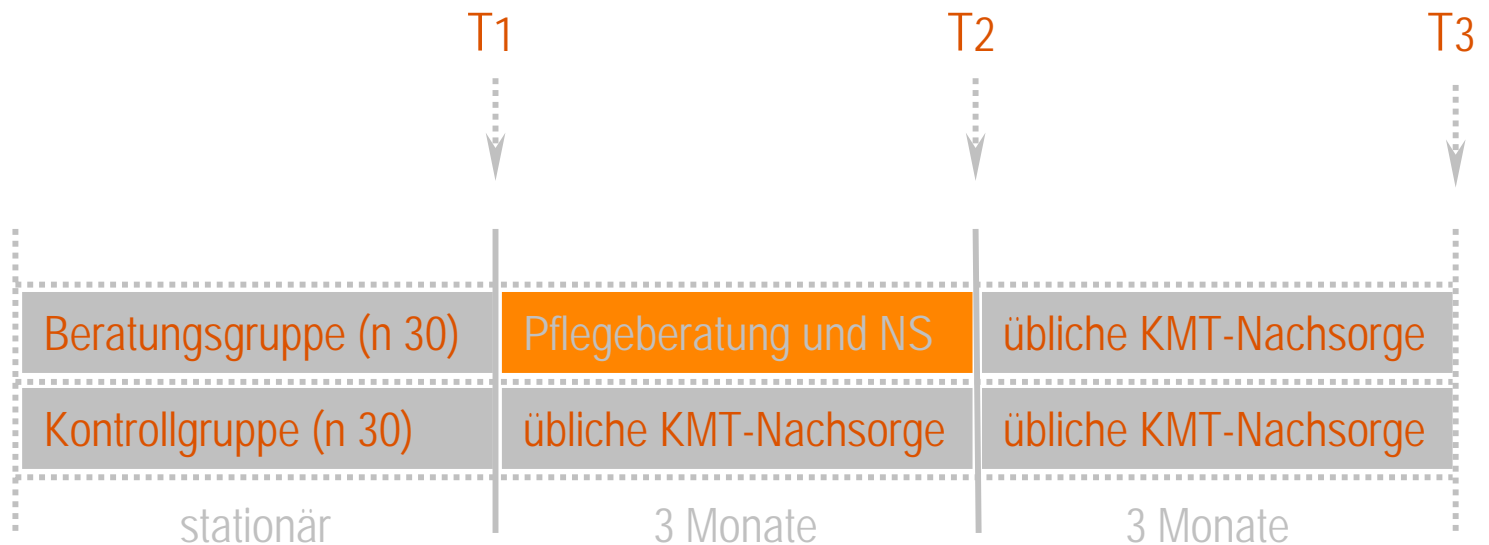 T1 T2 T3
Beratungsgruppe (n 30) Pflegeberatung und NS übliche KMT-Nachsorge
Kontrollgruppe (n 30) übliche KMT-Nachsorge übliche KMT-Nachsorge
stationär 3 Monate 3 Monate